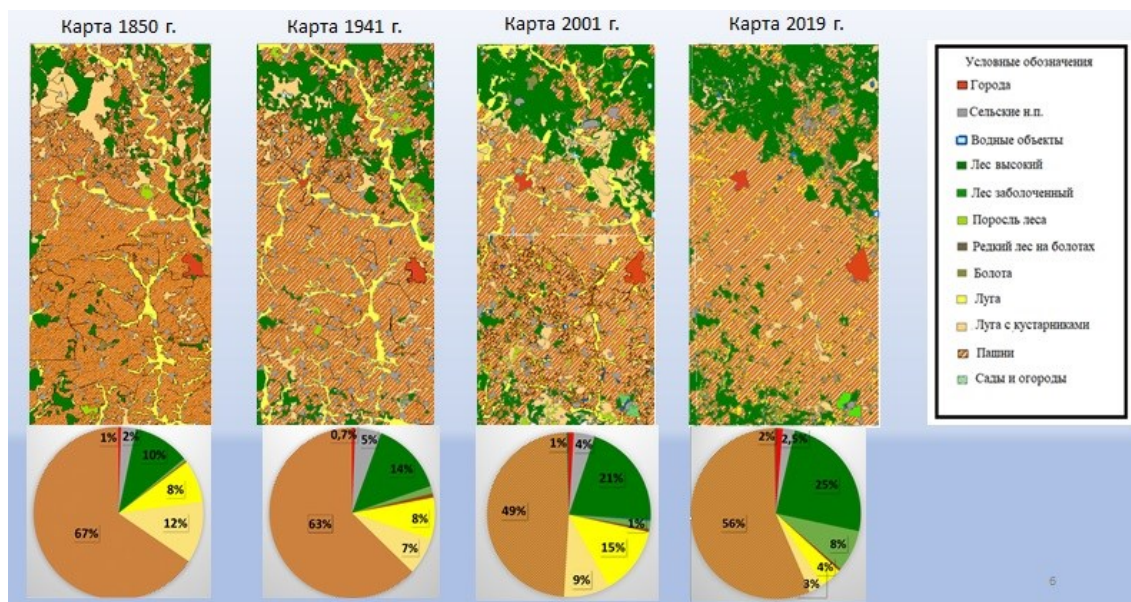 Карта 1850 г.
Карта 1941 г.
Карта 2001 г.
Карта 2019 г.
Условные обозначения
Города
Сельские н.п.
Водные объекты
Лес высокий
Лес заболоченный
Поросль леса
Редкий лес на болотах
Болота
Луга
Луга с кустарниками
Пашни
Сады и огороды
1%
2%
10%
8%
12%
67%
0,7%
5%
14%
8%
7%
63%
1%
4%
21%
1%
15%
9%
49%
2%
2,5%
25%
8%
4%
3%
56%
6